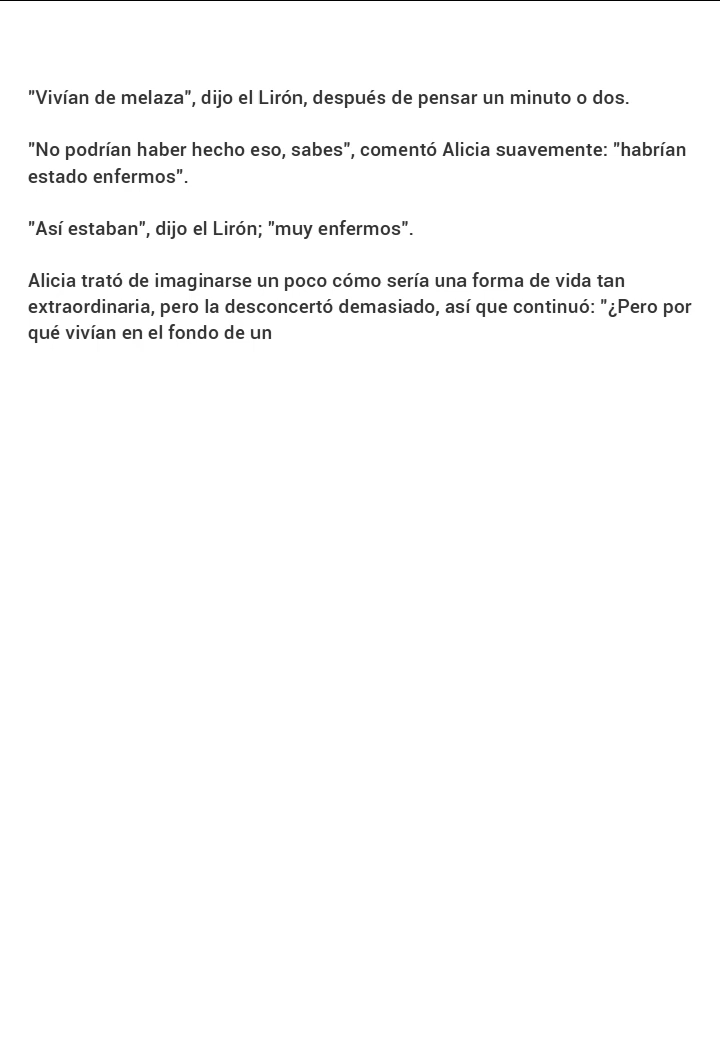 "Vivían de melaza", dijo el Lirón, después de pensar un minuto o dos.
"No podrían haber hecho eso, sabes", comentó Alicia suavemente: "habrían
estado enfermos".
"Así estaban", dijo el Lirón; "muy enfermos".
Alicia trató de imaginarse un poco cómo sería una forma de vida tan
extraordinaria, pero la desconcertó demasiado, así que continuó: "¿Pero por
qué vivían en el fondo de un